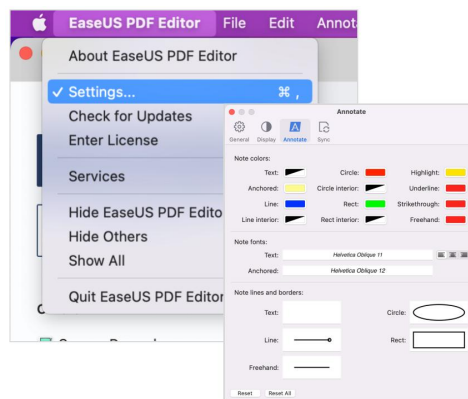 EaseUS PDF Editor File Edit Annot
About EaseUS PDF Editor
✓ Settings... ⌘ ,
Check for Updates
Enter License
Services
Hide EaseUS PDF Edito
Hide Others
Show All
Quit EaseUS PDF Editor
Annotate
General Display Annotate Sync
Note colors:
Text: Circle: Highlight:
Anchored: Circle interior: Underline:
Line: Rect: Strikethrough:
Line interior: Rect interior: Freehand:
Note fonts:
Text: Helvetica Oblique 11
Anchored: Helvetica Oblique 12
Note lines and borders:
Text: Circle:
Line: Rect:
Freehand:
Reset Reset All